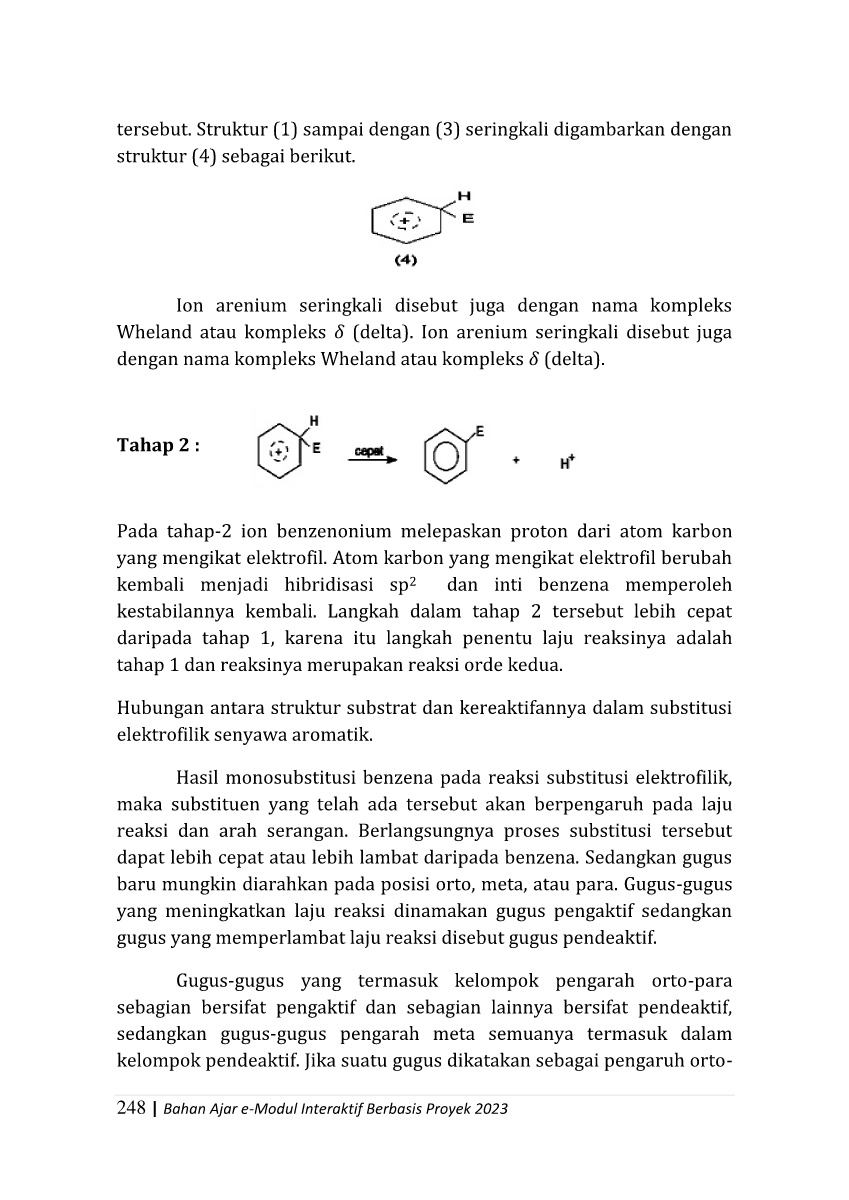 tersebut. Struktur (1) sampai dengan (3) seringkali digambarkan dengan
struktur (4) sebagai berikut.
H
+
E
(4)
Ion arenium seringkali disebut juga dengan nama kompleks
Wheland atau kompleks δ (delta). Ion arenium seringkali disebut juga
dengan nama kompleks Wheland atau kompleks δ (delta).
Tahap 2 :
H
+
E
cepat
E
+
H⁺
Pada tahap-2 ion benzenonium melepaskan proton dari atom karbon
yang mengikat elektrofil. Atom karbon yang mengikat elektrofil berubah
kembali menjadi hibridisasi sp² dan inti benzena memperoleh
kestabilannya kembali. Langkah dalam tahap 2 tersebut lebih cepat
daripada tahap 1, karena itu langkah penentu laju reaksinya adalah
tahap 1 dan reaksinya merupakan reaksi orde kedua.
Hubungan antara struktur substrat dan kereaktifannya dalam substitusi
elektrofilik senyawa aromatik.
Hasil monosubstitusi benzena pada reaksi substitusi elektrofilik,
maka substituen yang telah ada tersebut akan berpengaruh pada laju
reaksi dan arah serangan. Berlangsungnya proses substitusi tersebut
dapat lebih cepat atau lebih lambat daripada benzena. Sedangkan gugus
baru mungkin diarahkan pada posisi orto, meta, atau para. Gugus-gugus
yang meningkatkan laju reaksi dinamakan gugus pengaktif sedangkan
gugus yang memperlambat laju reaksi disebut gugus pendeaktif.
Gugus-gugus yang termasuk kelompok pengarah orto-para
sebagian bersifat pengaktif dan sebagian lainnya bersifat pendeaktif,
sedangkan gugus-gugus pengarah meta semuanya termasuk dalam
kelompok pendeaktif. Jika suatu gugus dikatakan sebagai pengaruh orto-
248 | Bahan Ajar e-Modul Interaktif Berbasis Proyek 2023